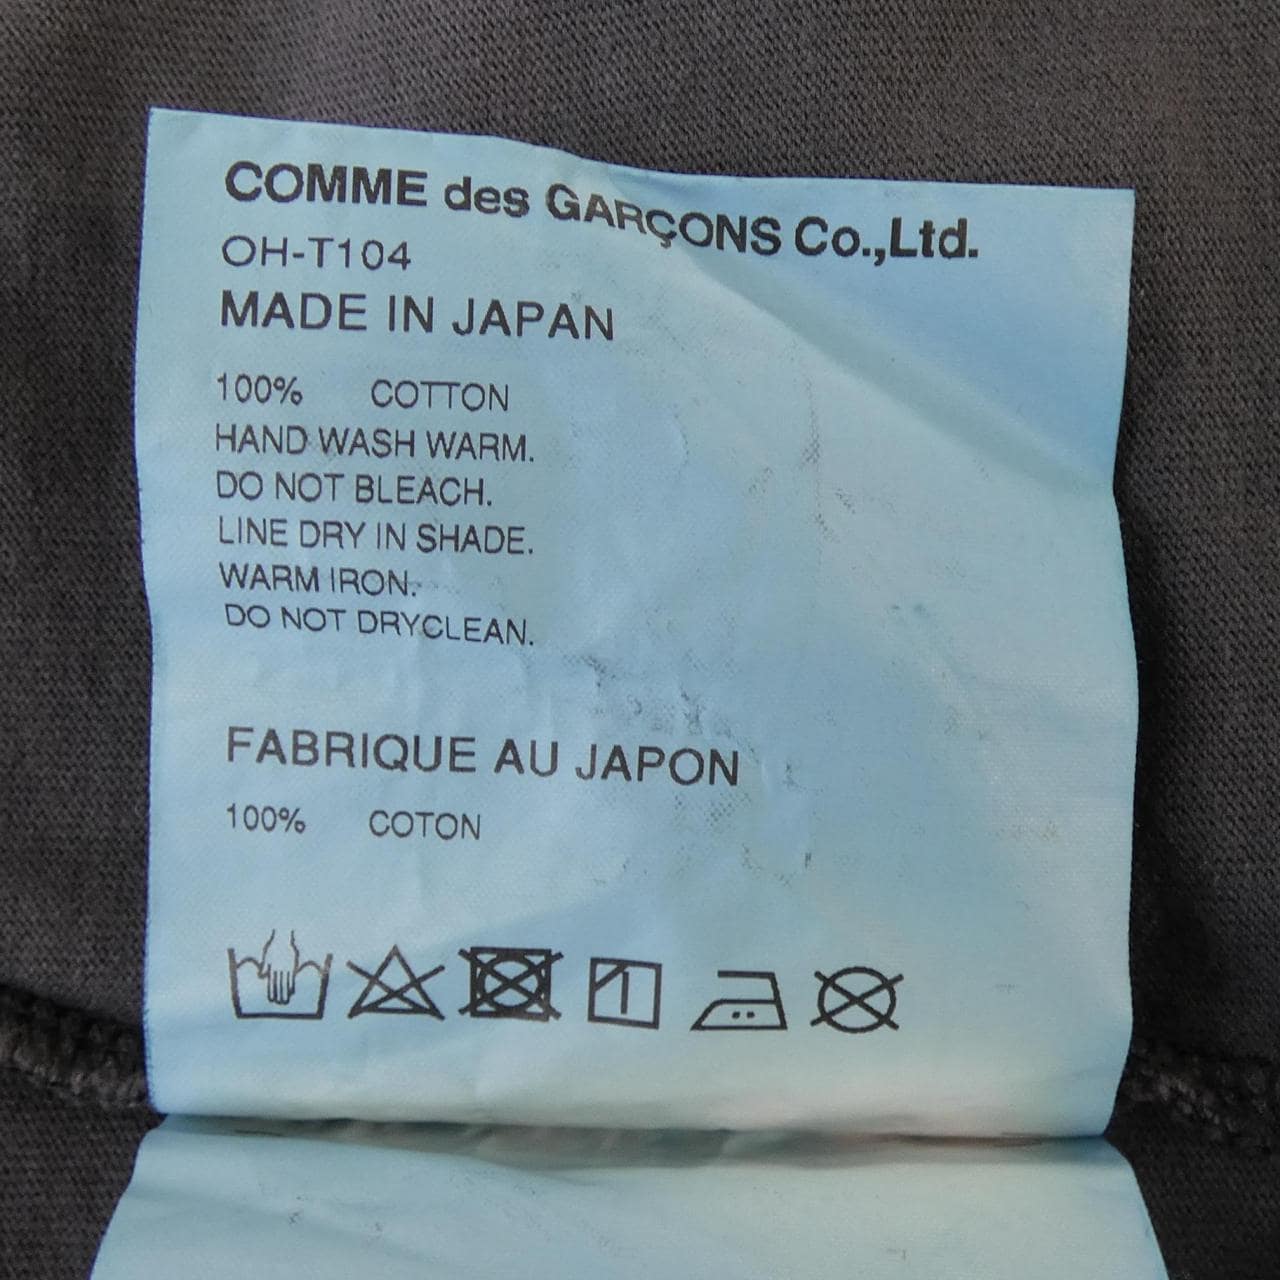 COMME des GARÇONS Co.,Ltd.
OH-T104
MADE IN JAPAN
100% COTTON
HAND WASH WARM.
DO NOT BLEACH.
LINE DRY IN SHADE.
WARM IRON.
DO NOT DRYCLEAN.
FABRIQUE AU JAPON
100% COTON